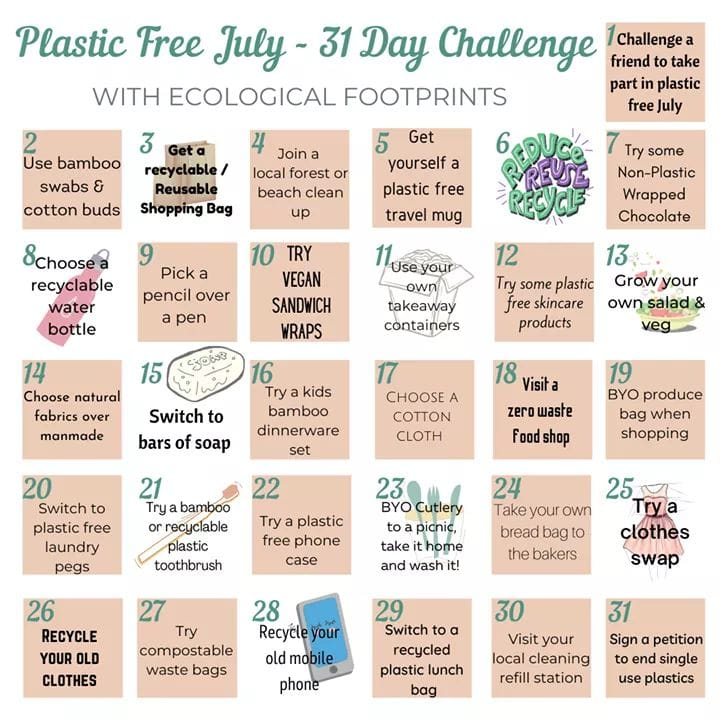 Plastic Free July ~ 31 Day Challenge
WITH ECOLOGICAL FOOTPRINTS
1
Challenge a
friend to take
part in plastic
free July
2
Use bamboo
swabs &
cotton buds
3
Get a
recyclable /
Reusable
Shopping Bag
4
Join a
local forest or
beach clean
up
5
Get
yourself a
plastic free
travel mug
6
REDUCE
REUSE
RECYCLE
7
Try some
Non-Plastic
Wrapped
Chocolate
8
Choose a
recyclable
water
bottle
9
Pick a
pencil over
a pen
10
TRY
VEGAN
SANDWICH
WRAPS
11
Use your
own
takeaway
containers
12
Try some plastic
free skincare
products
13
Grow your
own salad &
veg
14
Choose natural
fabrics over
manmade
15
Switch to
bars of soap
16
Try a kids
bamboo
dinnerware
set
17
CHOOSE A
COTTON
CLOTH
18
Visit a
zero waste
food shop
19
BYO produce
bag when
shopping
20
Switch to
plastic free
laundry
pegs
21
Try a bamboo
or recyclable
plastic
toothbrush
22
Try a plastic
free phone
case
23
BYO Cutlery
to a picnic,
take it home
and wash it!
24
Take your own
bread bag to
the bakers
25
Try a
clothes
swap
26
RECYCLE
YOUR OLD
CLOTHES
27
Try
compostable
waste bags
28
Recycle your
old mobile
phone
29
Switch to a
recycled
plastic lunch
bag
30
Visit your
local cleaning
refill station
31
Sign a petition
to end single
use plastics